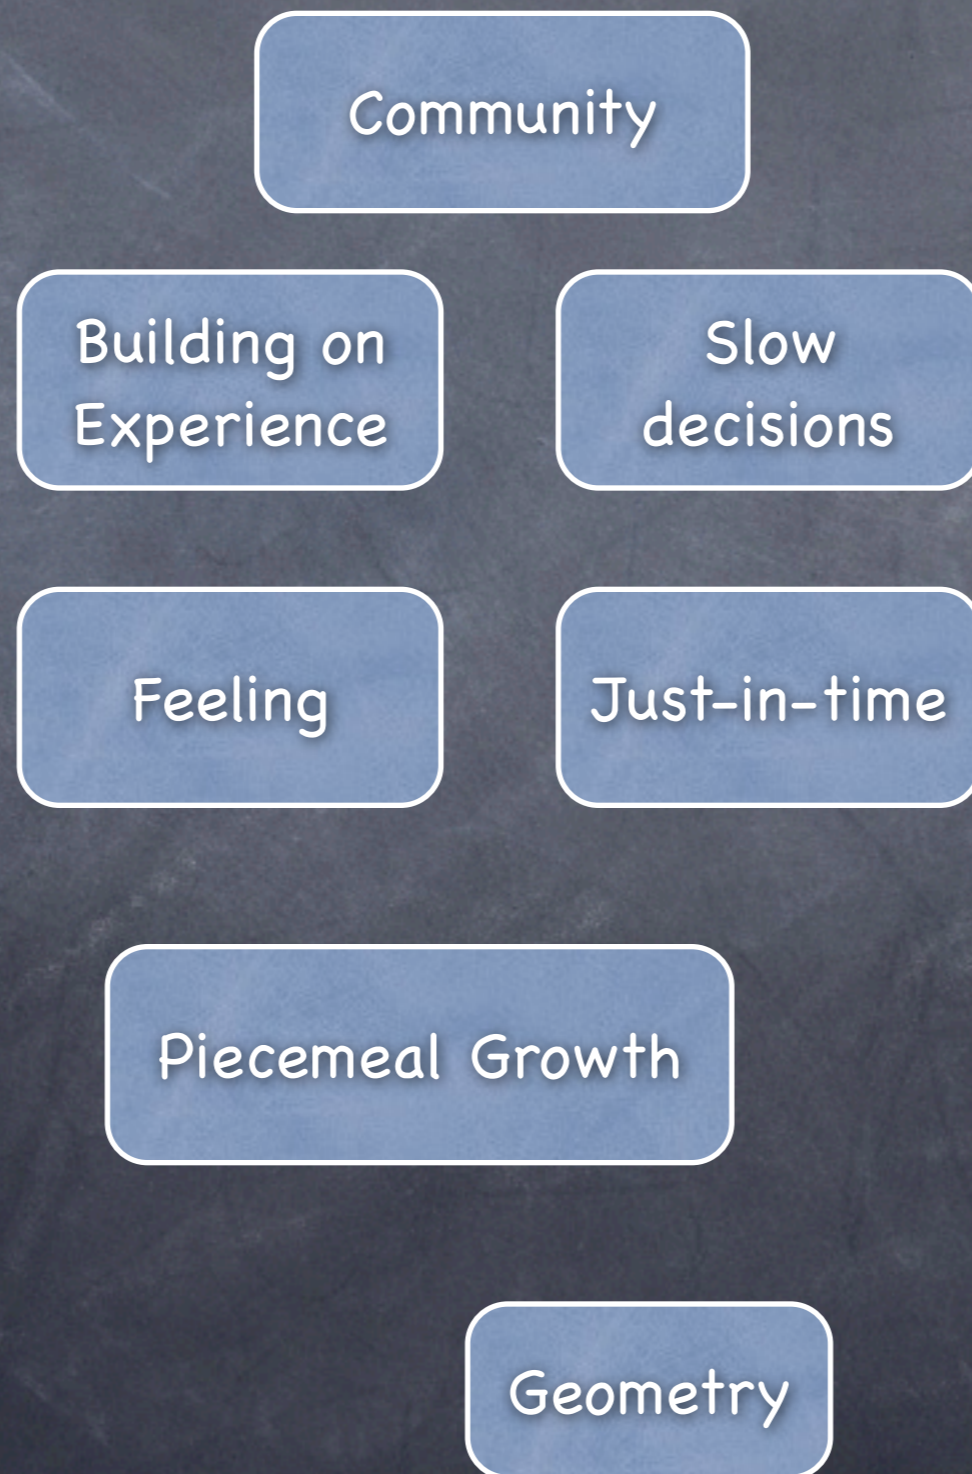 Community
Building on
Experience
Slow
decisions
Feeling
Just-in-time
Piecemeal Growth
Geometry